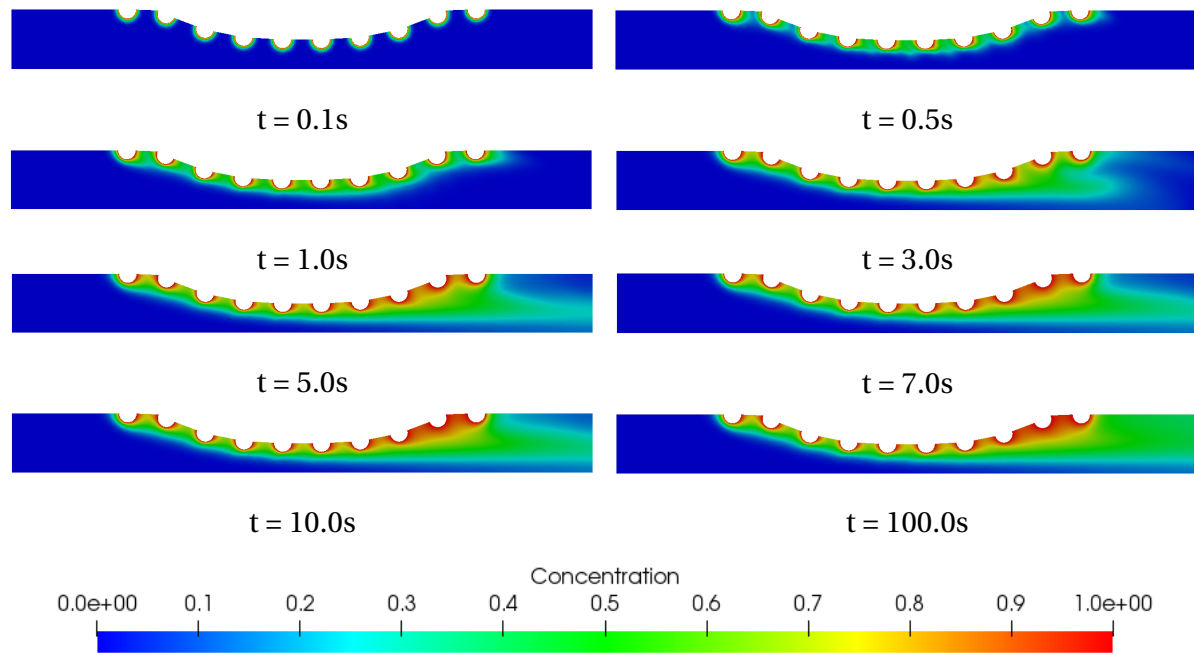 t = 0.1s
t = 0.5s
t = 1.0s
t = 3.0s
t = 5.0s
t = 7.0s
t = 10.0s
t = 100.0s
Concentration
0.0e+00 0.1 0.2 0.3 0.4 0.5 0.6 0.7 0.8 0.9 1.0e+00